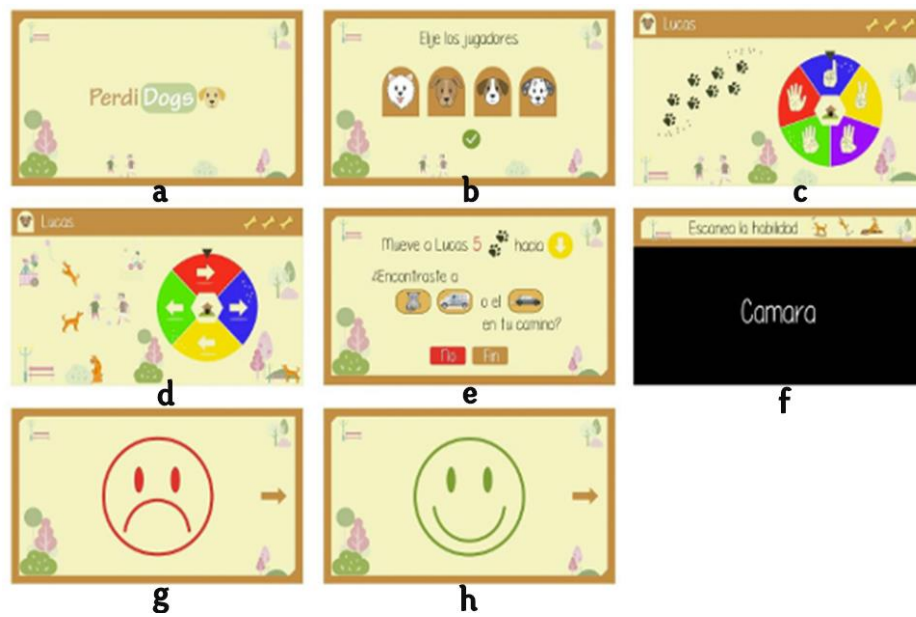 PerdiDogs
a
Elije los jugadores
b
Lucas
c
Lucas
d
Mueve a Lucas 5 hacia
¿Encontraste a
o el
en tu camino?
No Fin
e
Escanea la habilidad
Camara
f
g
h